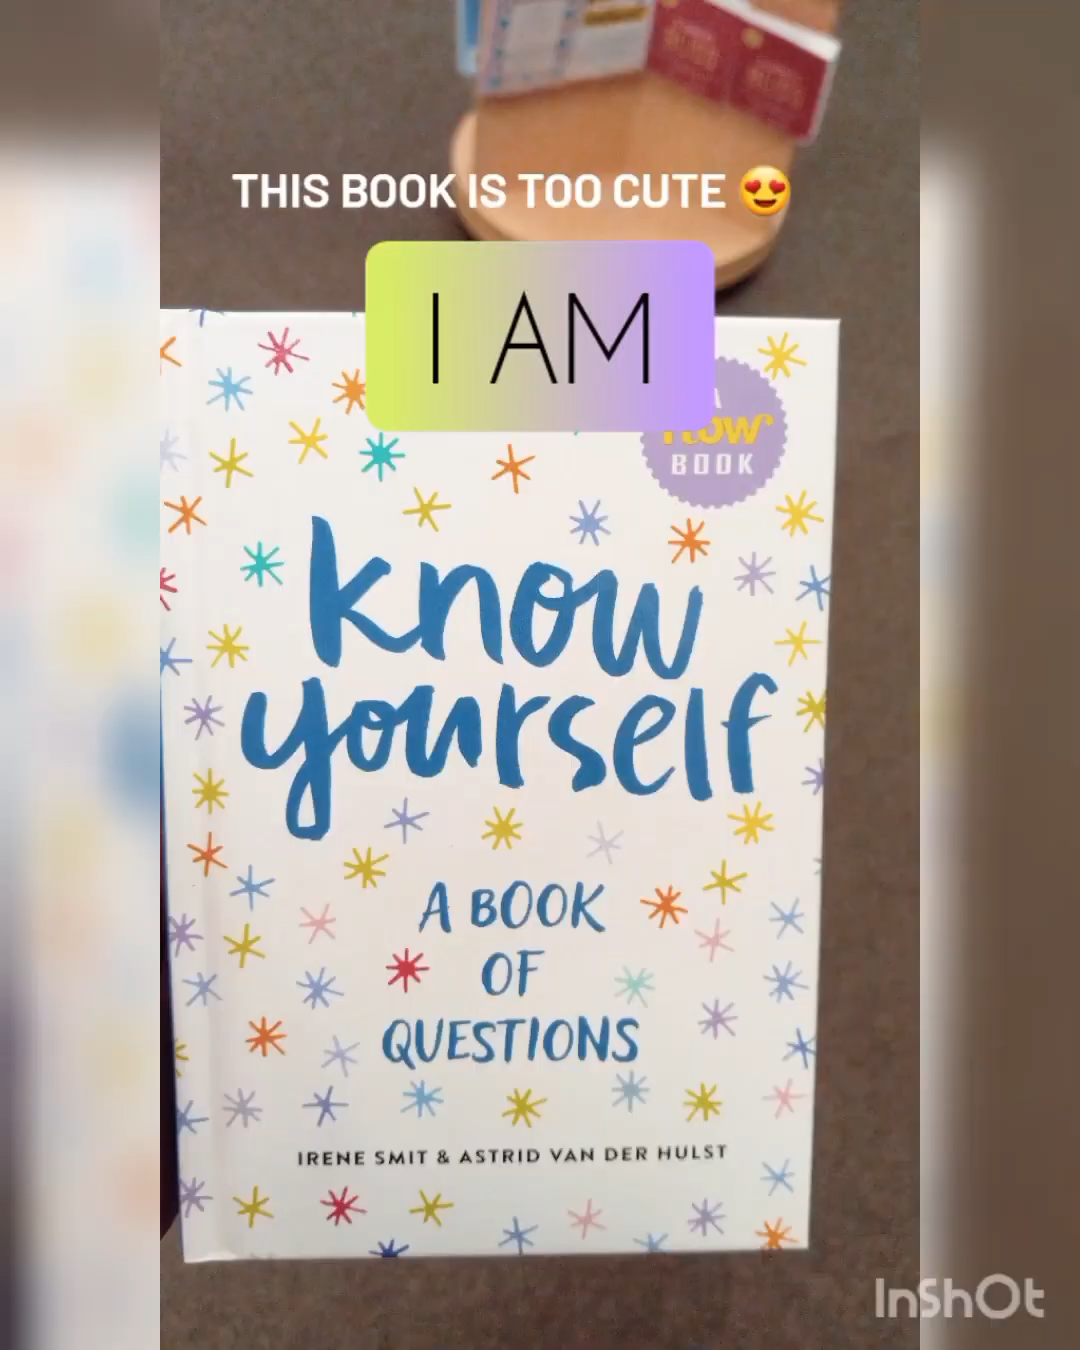 THIS BOOK IS TOO CUTE 😍
I AM
A
flow
BOOK
know
yourself
A BOOK
OF
QUESTIONS
IRENE SMIT & ASTRID VAN DER HULST
InShOt